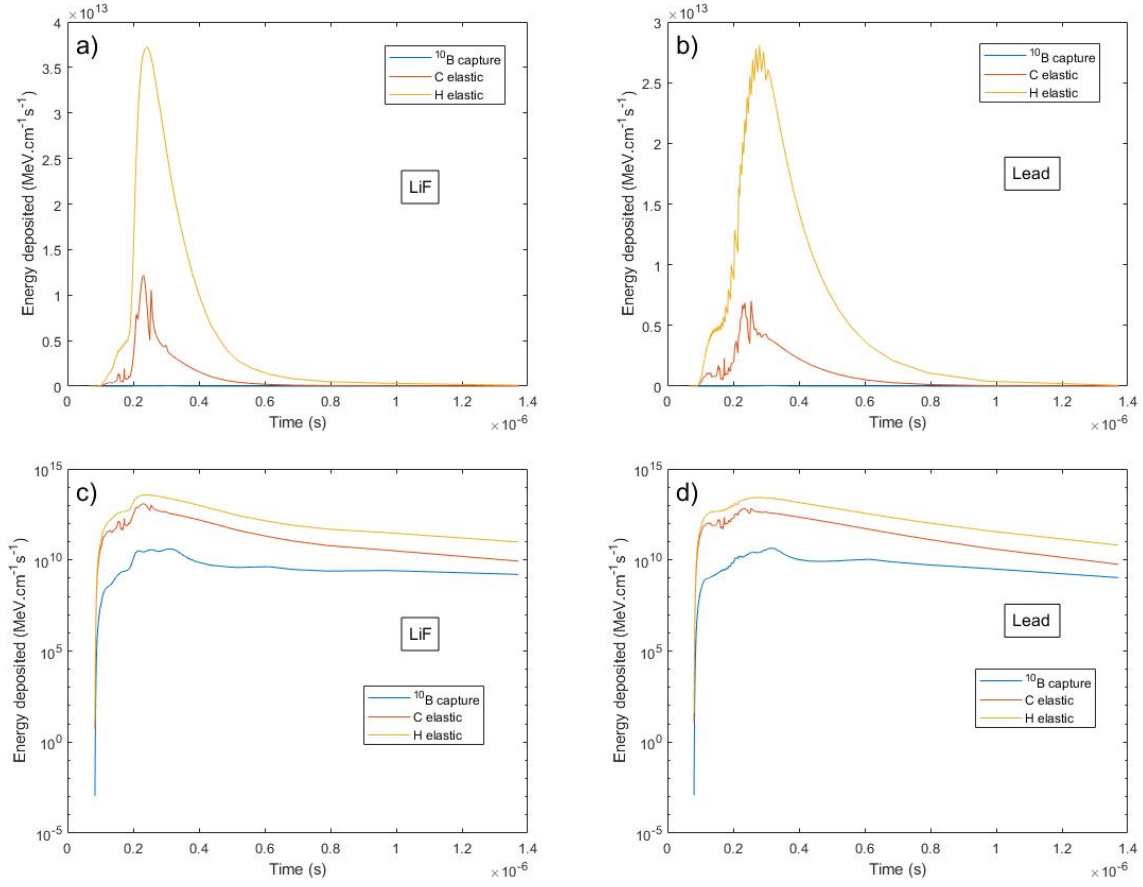 ×10^13
a)
4
3.5
3
2.5
2
1.5
1
0.5
0
Energy deposited (MeV.cm^-1s^-1)
^10B capture
C elastic
H elastic
LiF
0 0.2 0.4 0.6 0.8 1 1.2 1.4
Time (s)
×10^-6
×10^13
b)
3
2.5
2
1.5
1
0.5
0
Energy deposited (MeV.cm^-1s^-1)
^10B capture
C elastic
H elastic
Lead
0 0.2 0.4 0.6 0.8 1 1.2 1.4
Time (s)
×10^-6
c)
10^15
10^10
10^5
10^0
10^-5
Energy deposited (MeV.cm^-1s^-1)
LiF
^10B capture
C elastic
H elastic
0 0.2 0.4 0.6 0.8 1 1.2 1.4
Time (s)
×10^-6
d)
10^15
10^10
10^5
10^0
10^-5
Energy deposited (MeV.cm^-1s^-1)
Lead
^10B capture
C elastic
H elastic
0 0.2 0.4 0.6 0.8 1 1.2 1.4
Time (s)
×10^-6